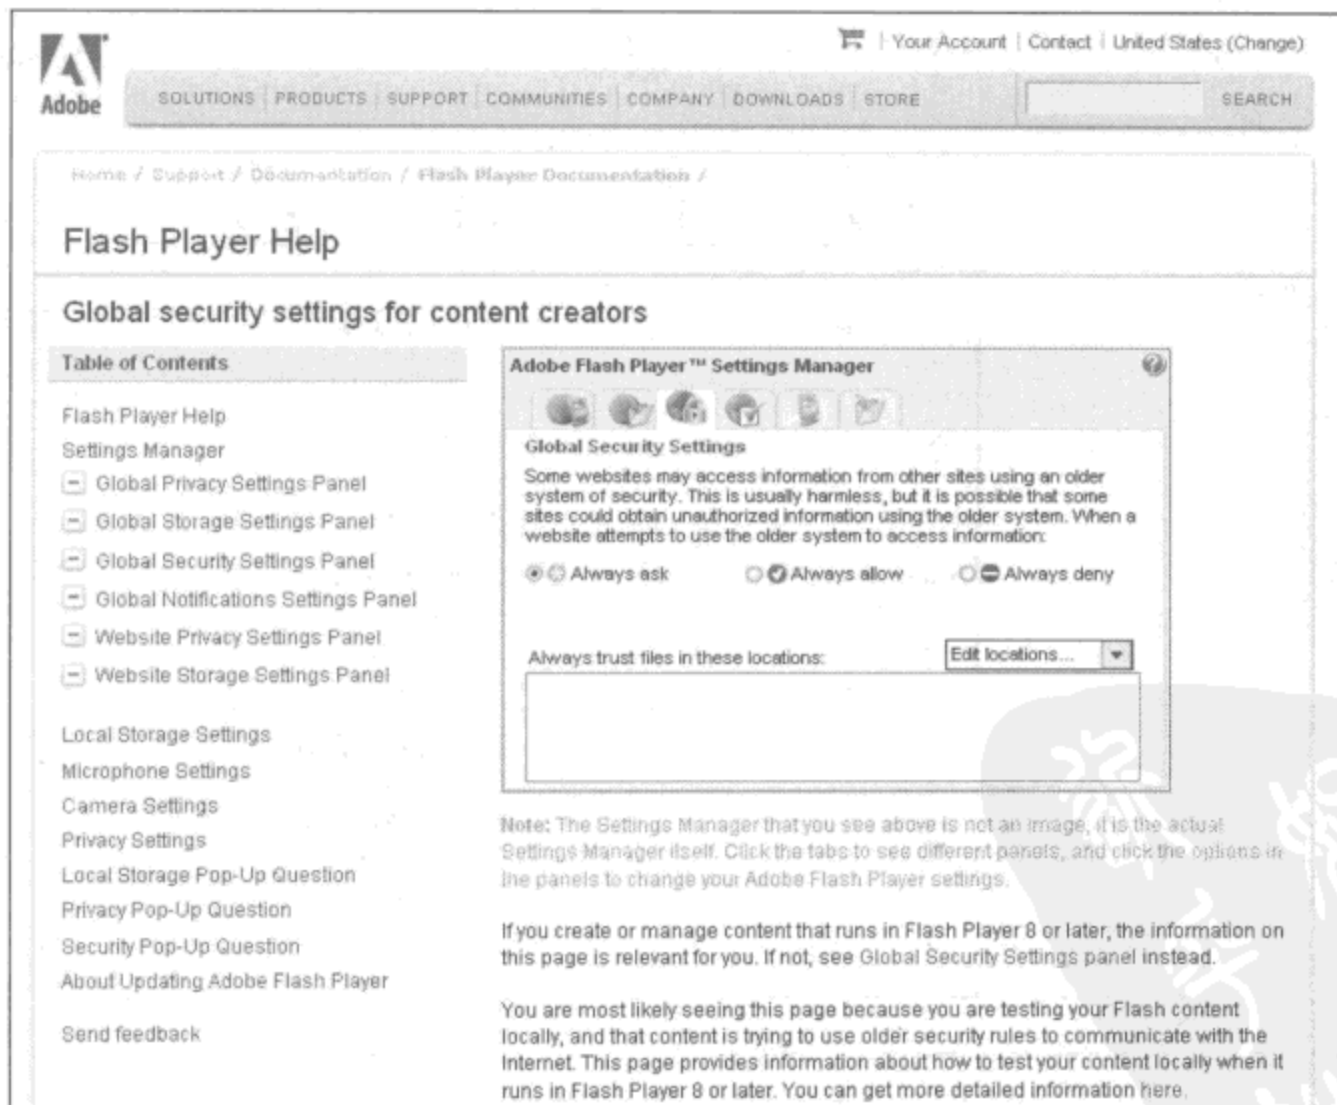 Your Account | Contact | United States (Change)
Adobe
SOLUTIONS | PRODUCTS | SUPPORT | COMMUNITIES | COMPANY | DOWNLOADS | STORE
SEARCH
Home / Support / Documentation / Flash Player Documentation /
Flash Player Help
Global security settings for content creators
Table of Contents
Flash Player Help
Settings Manager
Global Privacy Settings Panel
Global Storage Settings Panel
Global Security Settings Panel
Global Notifications Settings Panel
Website Privacy Settings Panel
Website Storage Settings Panel
Local Storage Settings
Microphone Settings
Camera Settings
Privacy Settings
Local Storage Pop-Up Question
Privacy Pop-Up Question
Security Pop-Up Question
About Updating Adobe Flash Player
Send feedback
Adobe Flash Player™ Settings Manager
Global Security Settings
Some websites may access information from other sites using an older
system of security. This is usually harmless, but it is possible that some
sites could obtain unauthorized information using the older system. When a
website attempts to use the older system to access information:
Always ask
Always allow
Always deny
Always trust files in these locations:
Edit locations...
Note: The Settings Manager that you see above is not an image; it is the actual
Settings Manager itself. Click the tabs to see different panels, and click the options in
the panels to change your Adobe Flash Player settings.
If you create or manage content that runs in Flash Player 8 or later, the information on
this page is relevant for you. If not, see Global Security Settings panel instead.
You are most likely seeing this page because you are testing your Flash content
locally, and that content is trying to use older security rules to communicate with the
Internet. This page provides information about how to test your content locally when it
runs in Flash Player 8 or later. You can get more detailed information here.